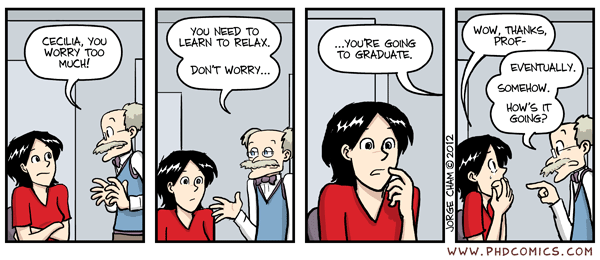 CECILIA, YOU
WORRY TOO
MUCH!
YOU NEED TO
LEARN TO RELAX.
DON'T WORRY...
...YOU'RE GOING
TO GRADUATE.
JORGE CHAM © 2012
WOW, THANKS,
PROF-
EVENTUALLY.
SOMEHOW.
HOW'S IT
GOING?
WWW.PHDCOMICS.COM